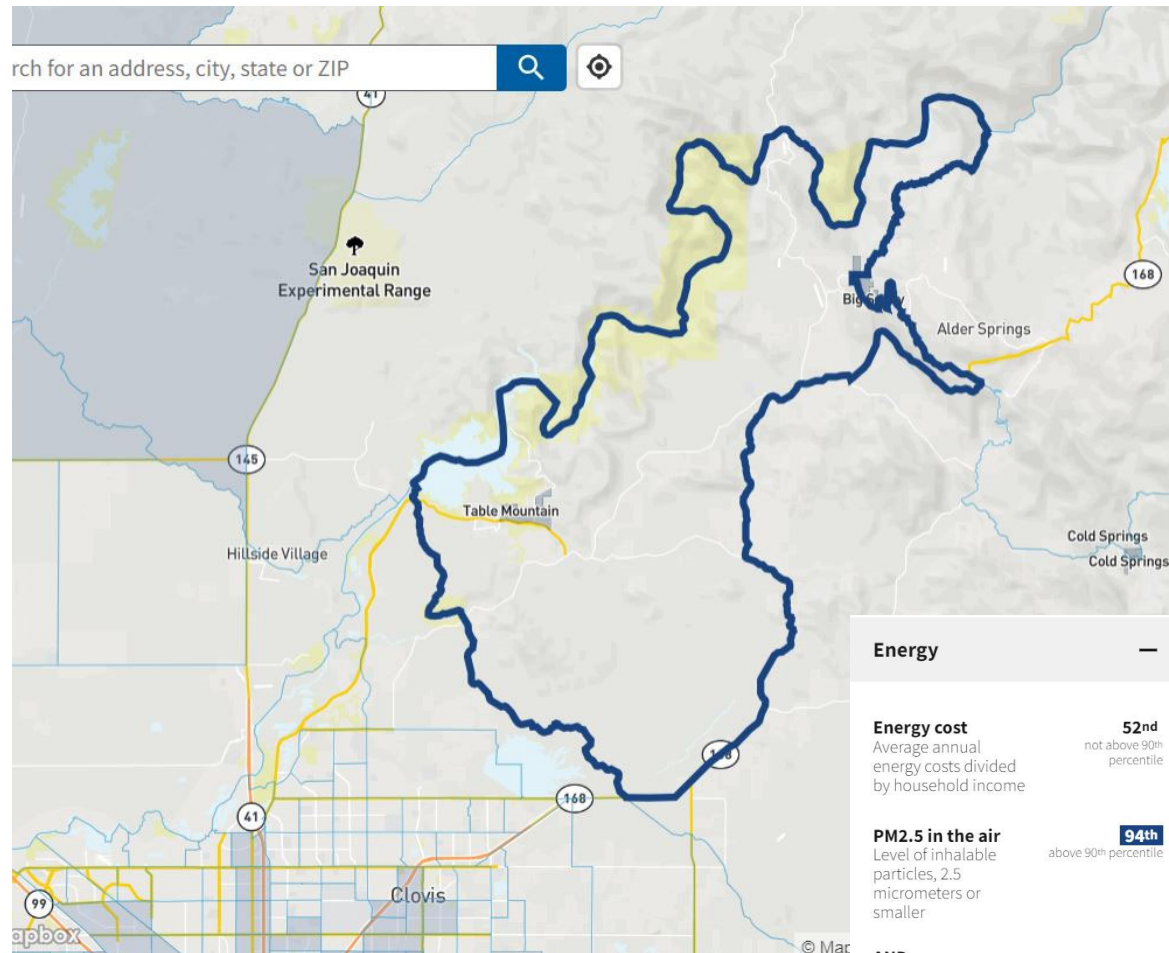 rch for an address, city, state or ZIP
41
San Joaquin
Experimental Range
168
Alder Springs
145
Table Mountain
Hillside Village
Cold Springs
Cold Springs
168
41
Clovis
99
apbox
© Map
Energy
Energy cost
52nd
Average annual
energy costs divided
by household income
not above 90th
percentile
PM2.5 in the air
94th
Level of inhalable
particles, 2.5
micrometers or
smaller
above 90th percentile